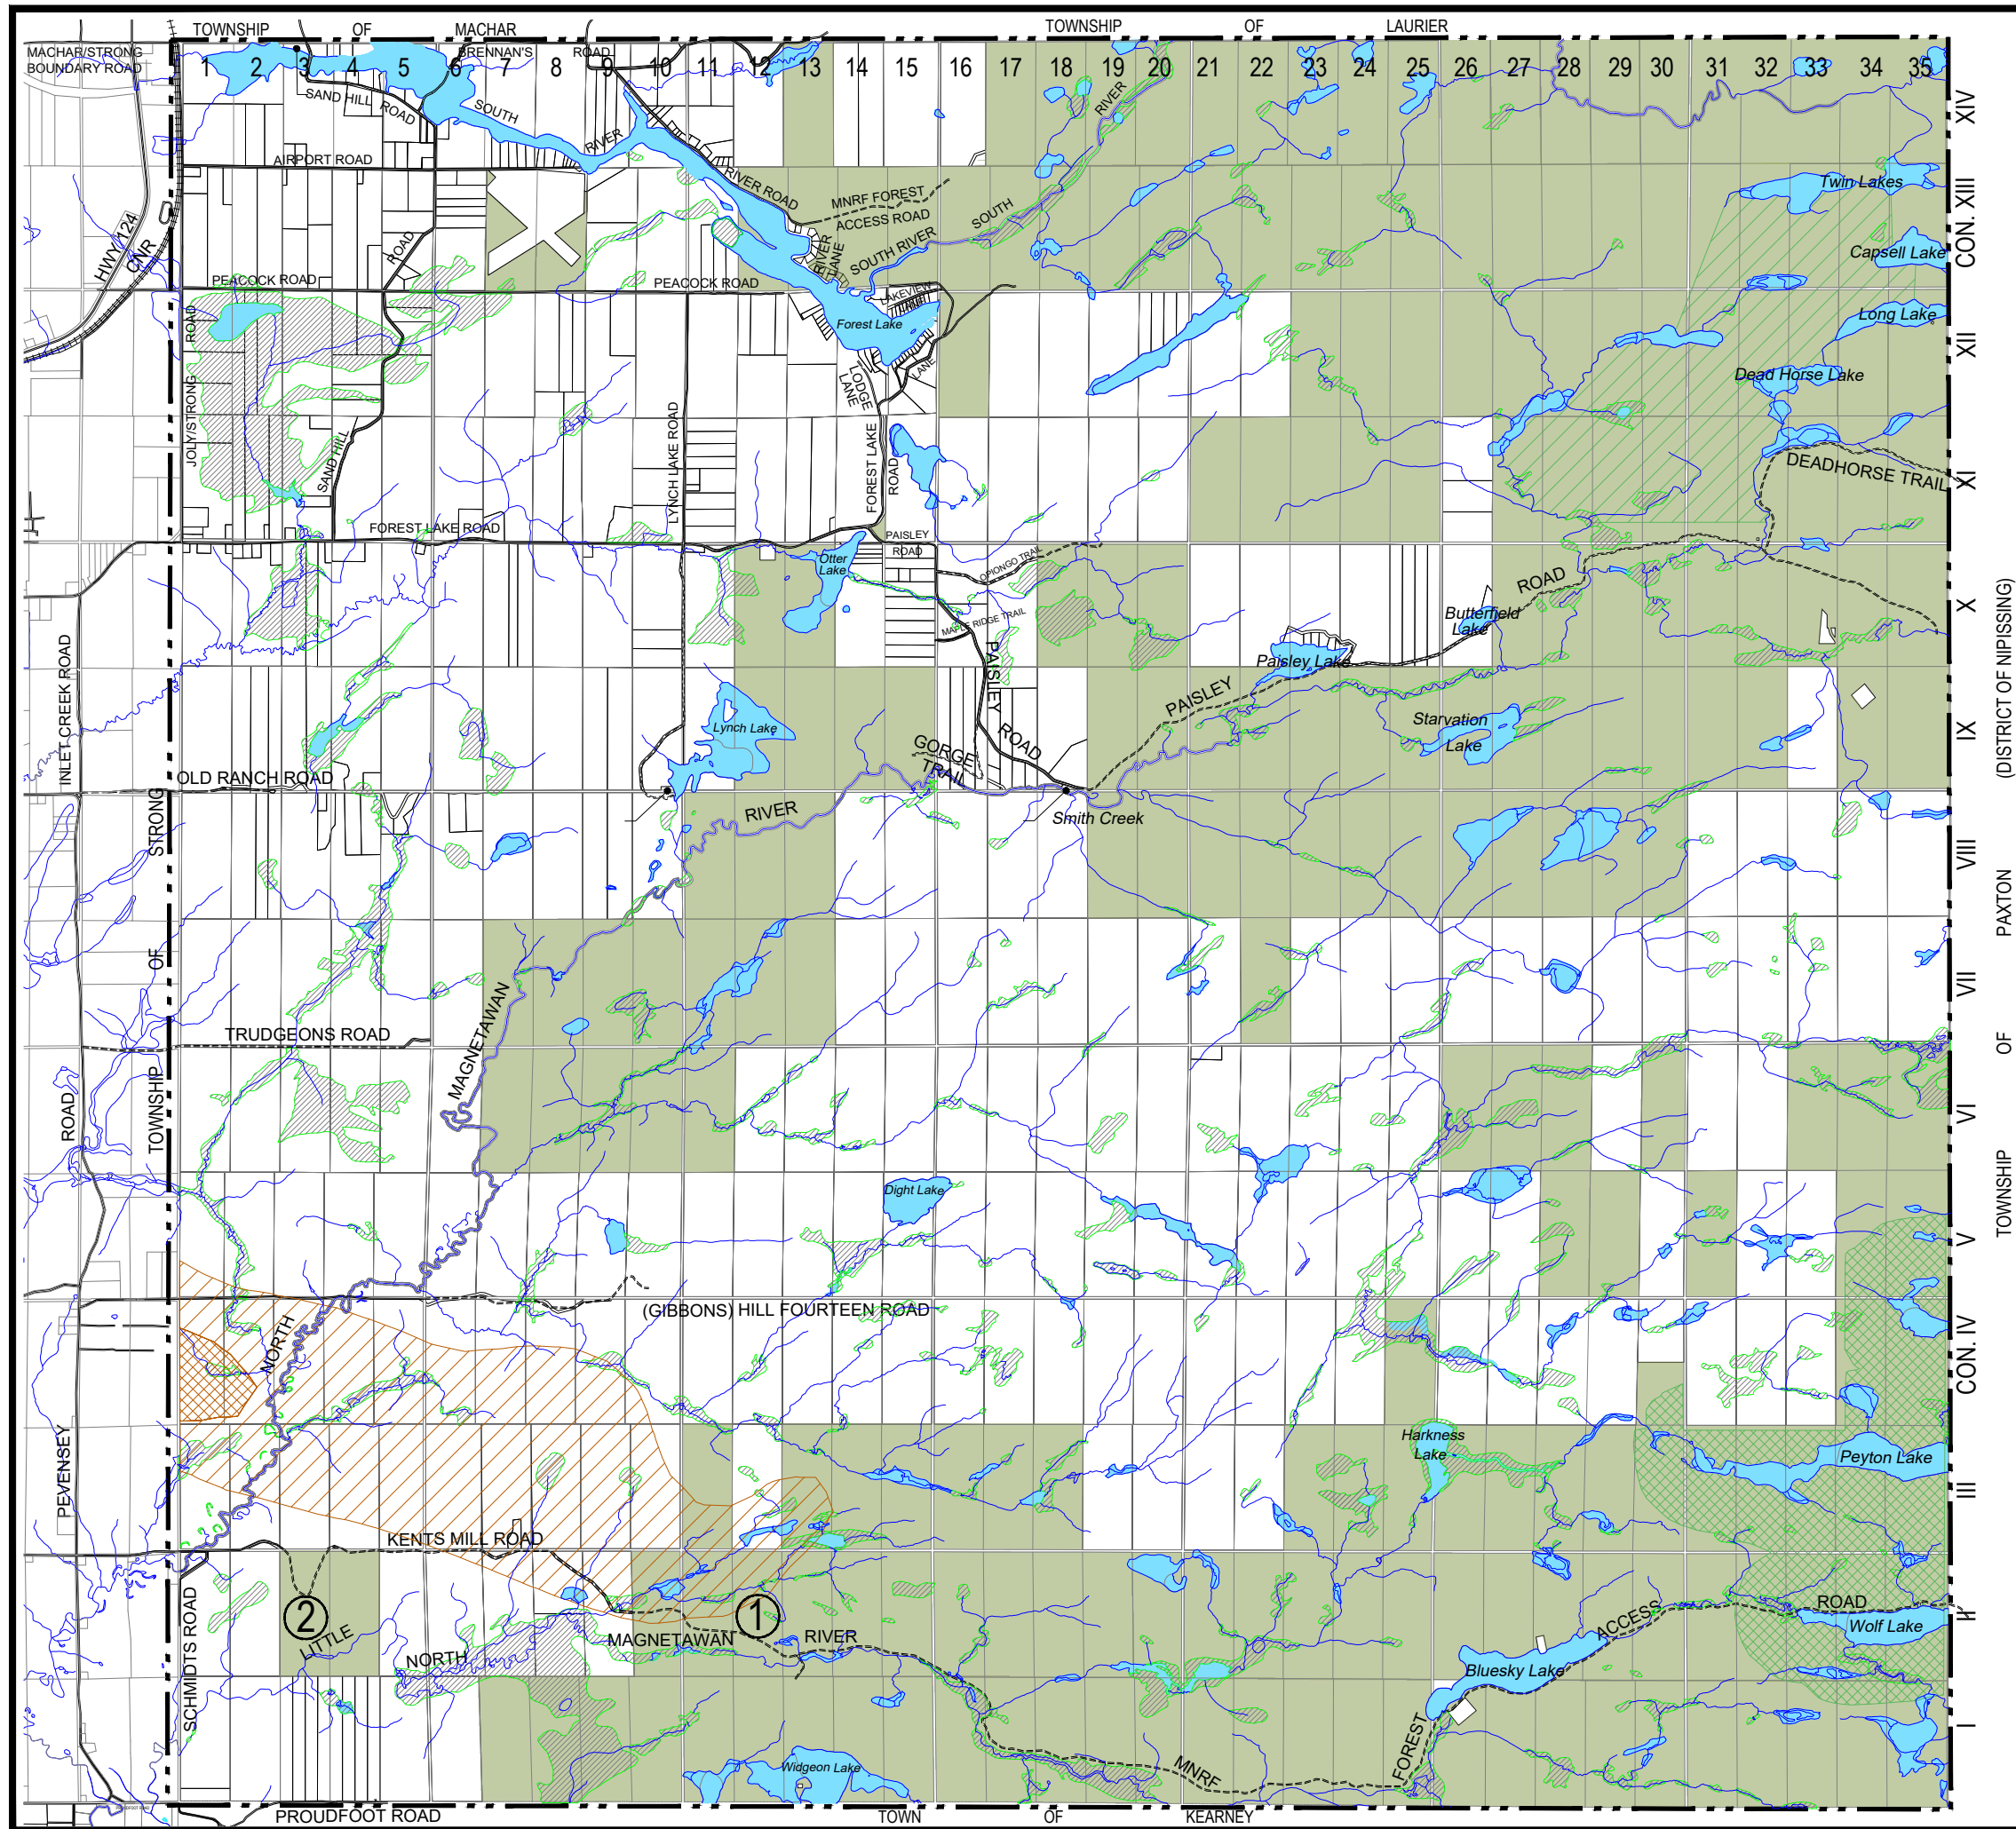 TOWNSHIP OF MACHAR
TOWNSHIP OF LAURIER
MACHAR/STRONG
BOUNDARY ROAD
BRENNAN'S ROAD
1 2 3 4 5 6 7 8 9 10 11 12 13 14 15 16 17 18 19 20 21 22 23 24 25 26 27 28 29 30 31 32 33 34 35
SAND HILL ROAD
SOUTH RIVER
RIVER
XIV
AIRPORT ROAD
RIVER ROAD
MNRF FOREST
ACCESS ROAD
SOUTH
Twin Lakes
CON. XIII
HWY 124
CNR
ROAD
RIVER
LANE
SOUTH RIVER
Capsell Lake
PEACOCK ROAD
PEACOCK ROAD
LAKEVIEW
LANE
Forest Lake
Long Lake
XII
JOLY/STRONG ROAD
LODGE
LANE
LANE
Dead Horse Lake
SAND HILL
LYNCH LAKE ROAD
FOREST LAKE
ROAD
DEADHORSE TRAIL
XI
FOREST LAKE ROAD
PAISLEY
ROAD
Otter
Lake
OPIONGO TRAIL
ROAD
MAPLE RIDGE TRAIL
Butterfield
Lake
X
INLET CREEK ROAD
PAISLEY ROAD
Paisley Lake
PAISLEY
(DISTRICT OF NIPISSING)
Lynch Lake
Starvation
Lake
IX
GORGE
TRAIL
OLD RANCH ROAD
RIVER
Smith Creek
VIII
PAXTON
TOWNSHIP OF STRONG
MAGNETAWAN
VII
TRUDGEONS ROAD
OF
ROAD
VI
Dight Lake
TOWNSHIP
V
(GIBBONS) HILL FOURTEEN ROAD
NORTH
CON. IV
PEVENSEY
Harkness
Lake
Peyton Lake
III
KENTS MILL ROAD
SCHMIDTS ROAD
2
1
LITTLE
NORTH
MAGNETAWAN
RIVER
ACCESS
ROAD
II
Wolf Lake
Bluesky Lake
I
FOREST
MNRF
Widgeon Lake
PROUDFOOT ROAD
TOWN OF KEARNEY